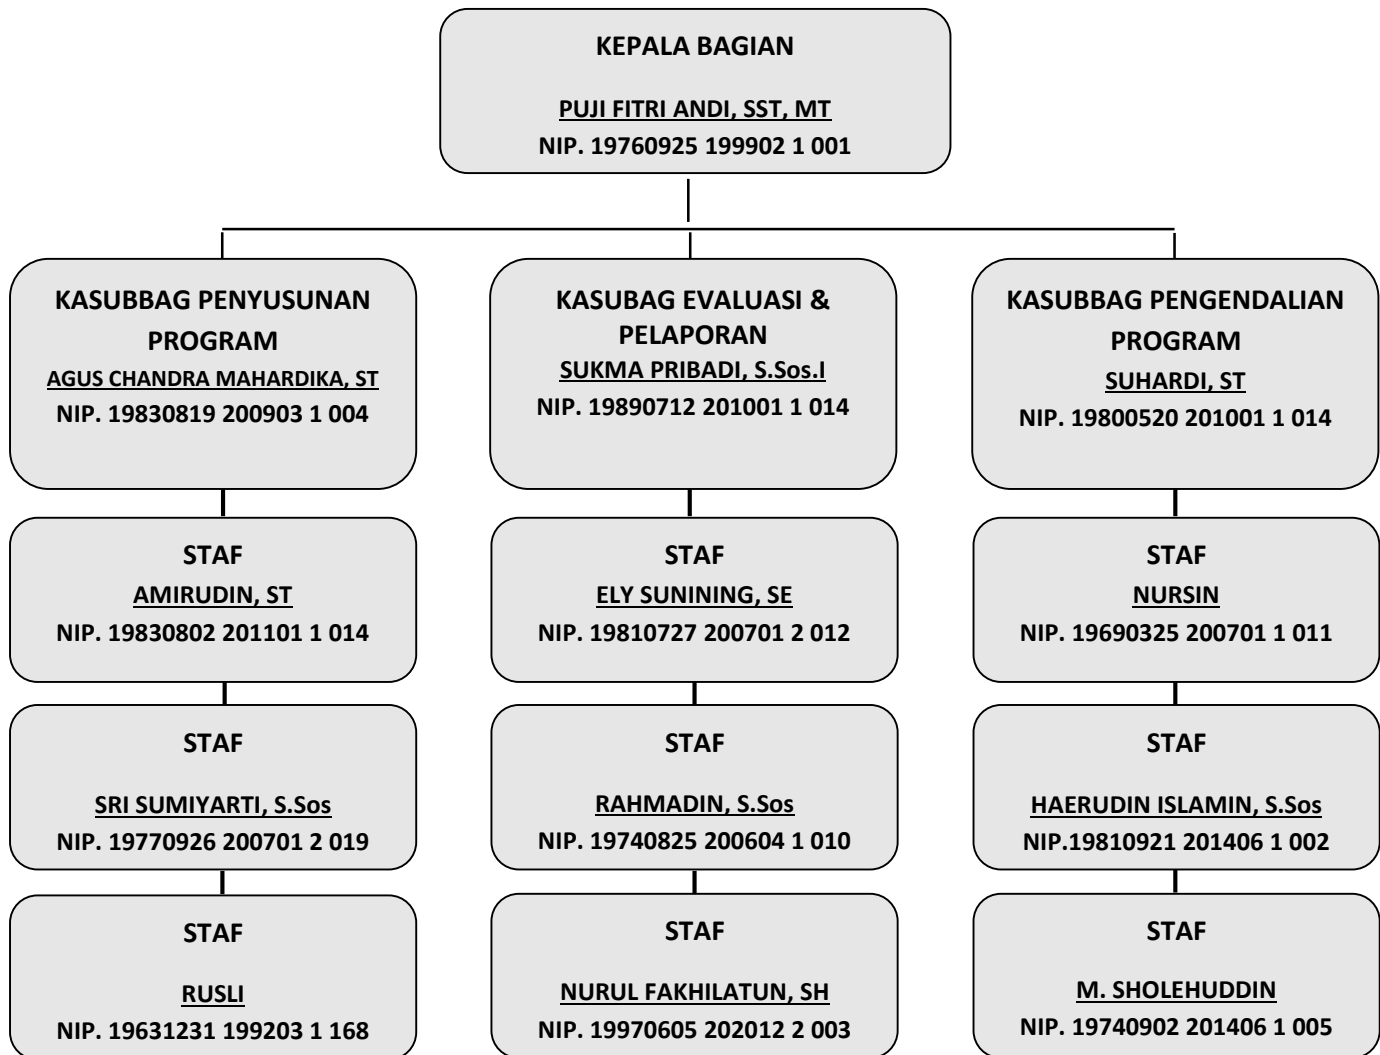 KEPALA BAGIAN
PUJI FITRI ANDI, SST, MT
NIP. 19760925 199902 1 001
KASUBBAG PENYUSUNAN
PROGRAM
AGUS CHANDRA MAHARDIKA, ST
NIP. 19830819 200903 1 004
KASUBAG EVALUASI &
PELAPORAN
SUKMA PRIBADI, S.Sos.I
NIP. 19890712 201001 1 014
KASUBBAG PENGENDALIAN
PROGRAM
SUHARDI, ST
NIP. 19800520 201001 1 014
STAF
AMIRUDIN, ST
NIP. 19830802 201101 1 014
STAF
ELY SUNINING, SE
NIP. 19810727 200701 2 012
STAF
NURSIN
NIP. 19690325 200701 1 011
STAF
SRI SUMIYARTI, S.Sos
NIP. 19770926 200701 2 019
STAF
RAHMADIN, S.Sos
NIP. 19740825 200604 1 010
STAF
HAERUDIN ISLAMIN, S.Sos
NIP.19810921 201406 1 002
STAF
RUSLI
NIP. 19631231 199203 1 168
STAF
NURUL FAKHILATUN, SH
NIP. 19970605 202012 2 003
STAF
M. SHOLEHUDDIN
NIP. 19740902 201406 1 005